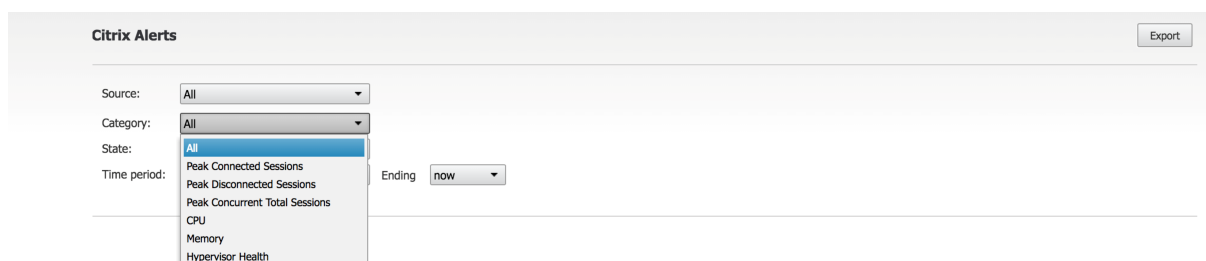 Citrix Alerts
Export
Source: All
Category: All
State: All
Time period: Peak Connected Sessions
Peak Disconnected Sessions Ending now
Peak Concurrent Total Sessions
CPU
Memory
Hypervisor Health